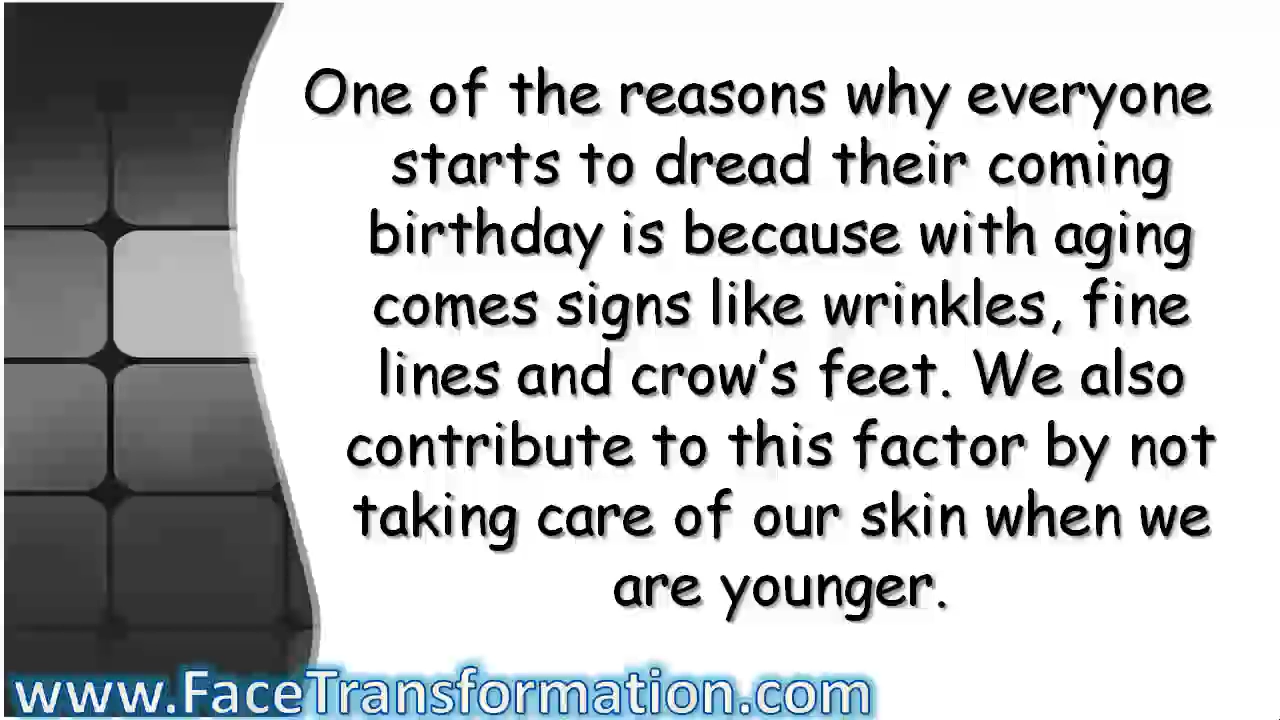 One of the reasons why everyone
starts to dread their coming
birthday is because with aging
comes signs like wrinkles, fine
lines and crow's feet. We also
contribute to this factor by not
taking care of our skin when we
are younger.
www.FaceTransformation.com